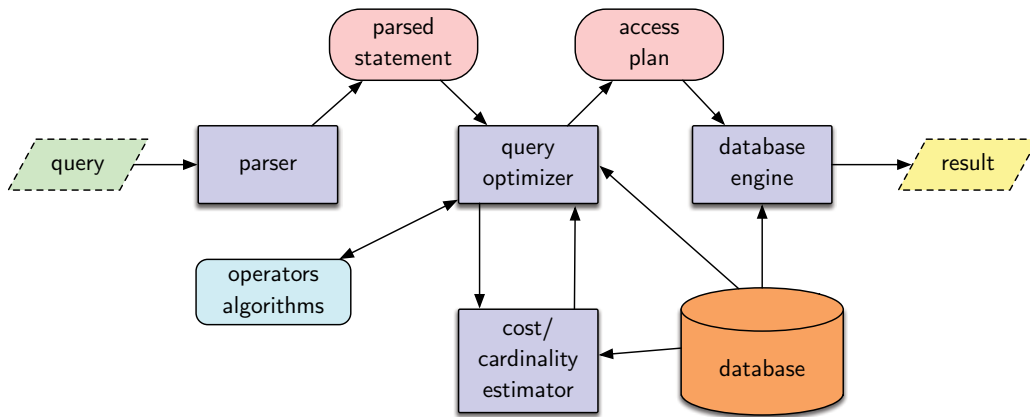 parsed
statement
access
plan
query
parser
query
optimizer
database
engine
result
operators
algorithms
cost/
cardinality
estimator
database